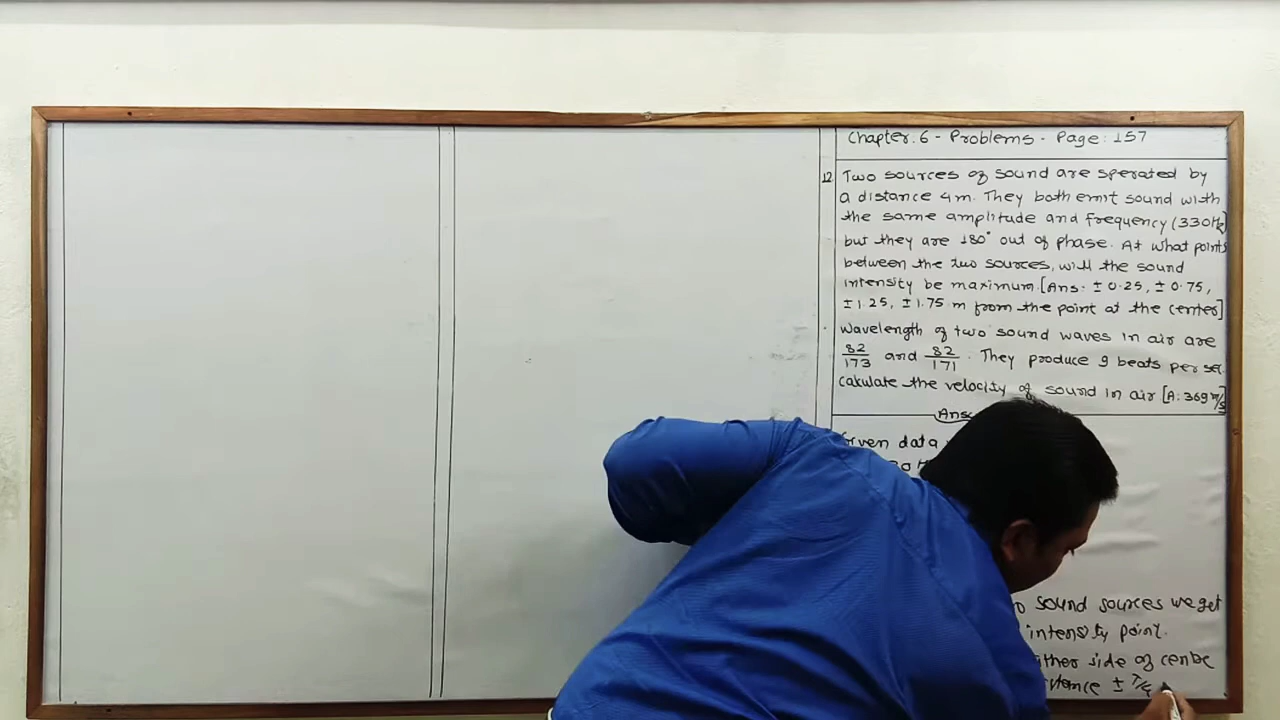 Chapter.6 - Problems - Page: 157
12 Two sources of sound are sperated by
a distance 4m. They both emit sound with
the same amplitude and frequency (330Hz)
but they are 180° out of phase. At what points
between the two sources, will the sound
intensity be maximum.[Ans. ± 0.25, ± 0.75,
±1.25, ±1.75 m from the point at the center]
Wavelength of two sound waves in air are
82/173 and 82/171. They produce 9 beats per sec.
calculate the velocity of sound in air [A: 369 m/s]
Given data
sound sources we get
intensity point.
side of
±